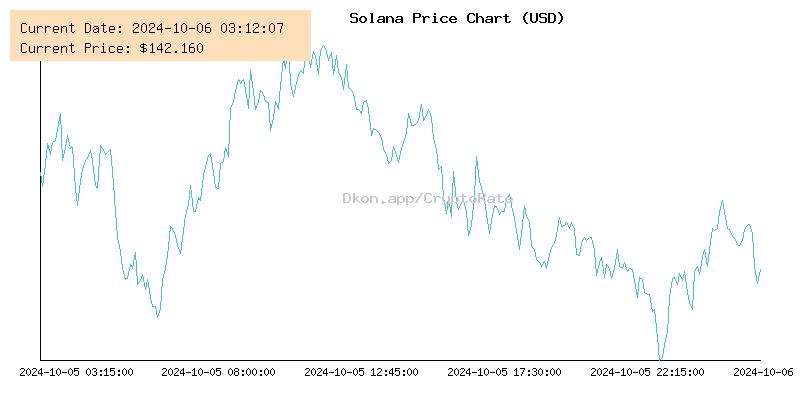 Solana Price Chart (USD)
Current Date: 2024-10-06 03:12:07
Current Price: $142.160
Dkon.app/CryptoRate
2024-10-05 03:15:00 2024-10-05 08:00:00 2024-10-05 12:45:00 2024-10-05 17:30:00 2024-10-05 22:15:00 2024-10-06